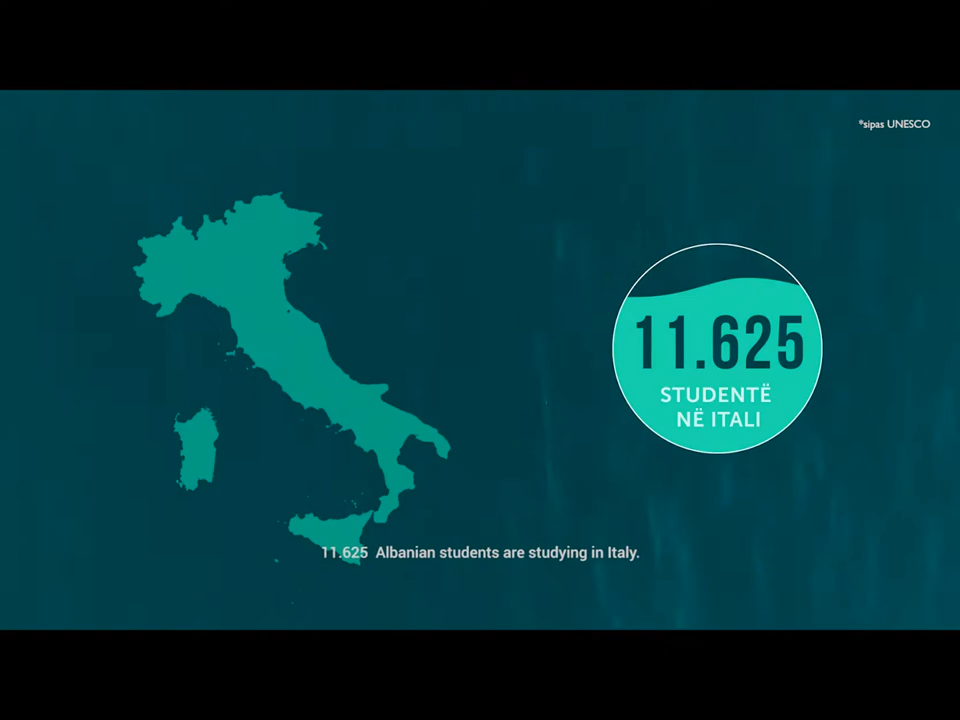 *sipas UNESCO
11.625
STUDENTË
NË ITALI
11.625 Albanian students are studying in Italy.